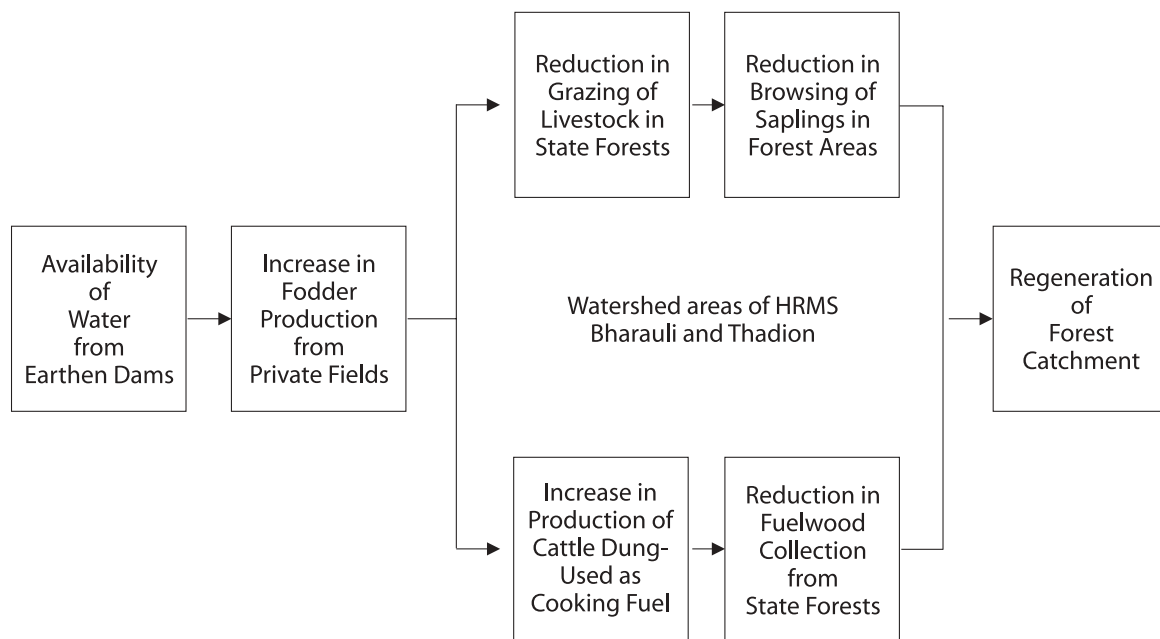 Availability
of
Water
from
Earthen Dams
Increase in
Fodder
Production
from
Private Fields
Reduction in
Grazing of
Livestock in
State Forests
Reduction in
Browsing of
Saplings in
Forest Areas
Watershed areas of HRMS
Bharauli and Thadion
Increase in
Production of
Cattle Dung-
Used as
Cooking Fuel
Reduction in
Fuelwood
Collection
from
State Forests
Regeneration
of
Forest
Catchment